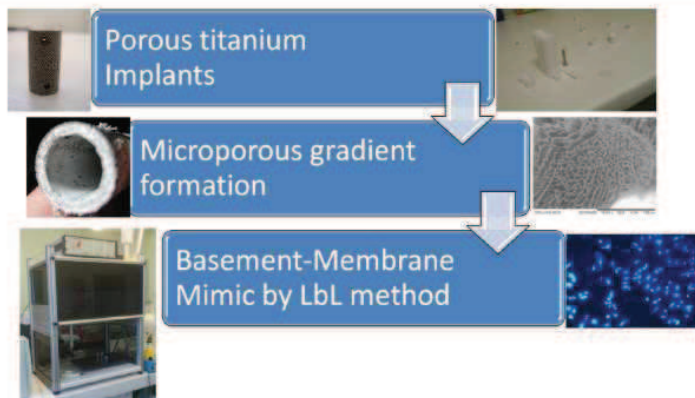 Porous titanium
Implants
Microporous gradient
formation
Basement-Membrane
Mimic by LbL method